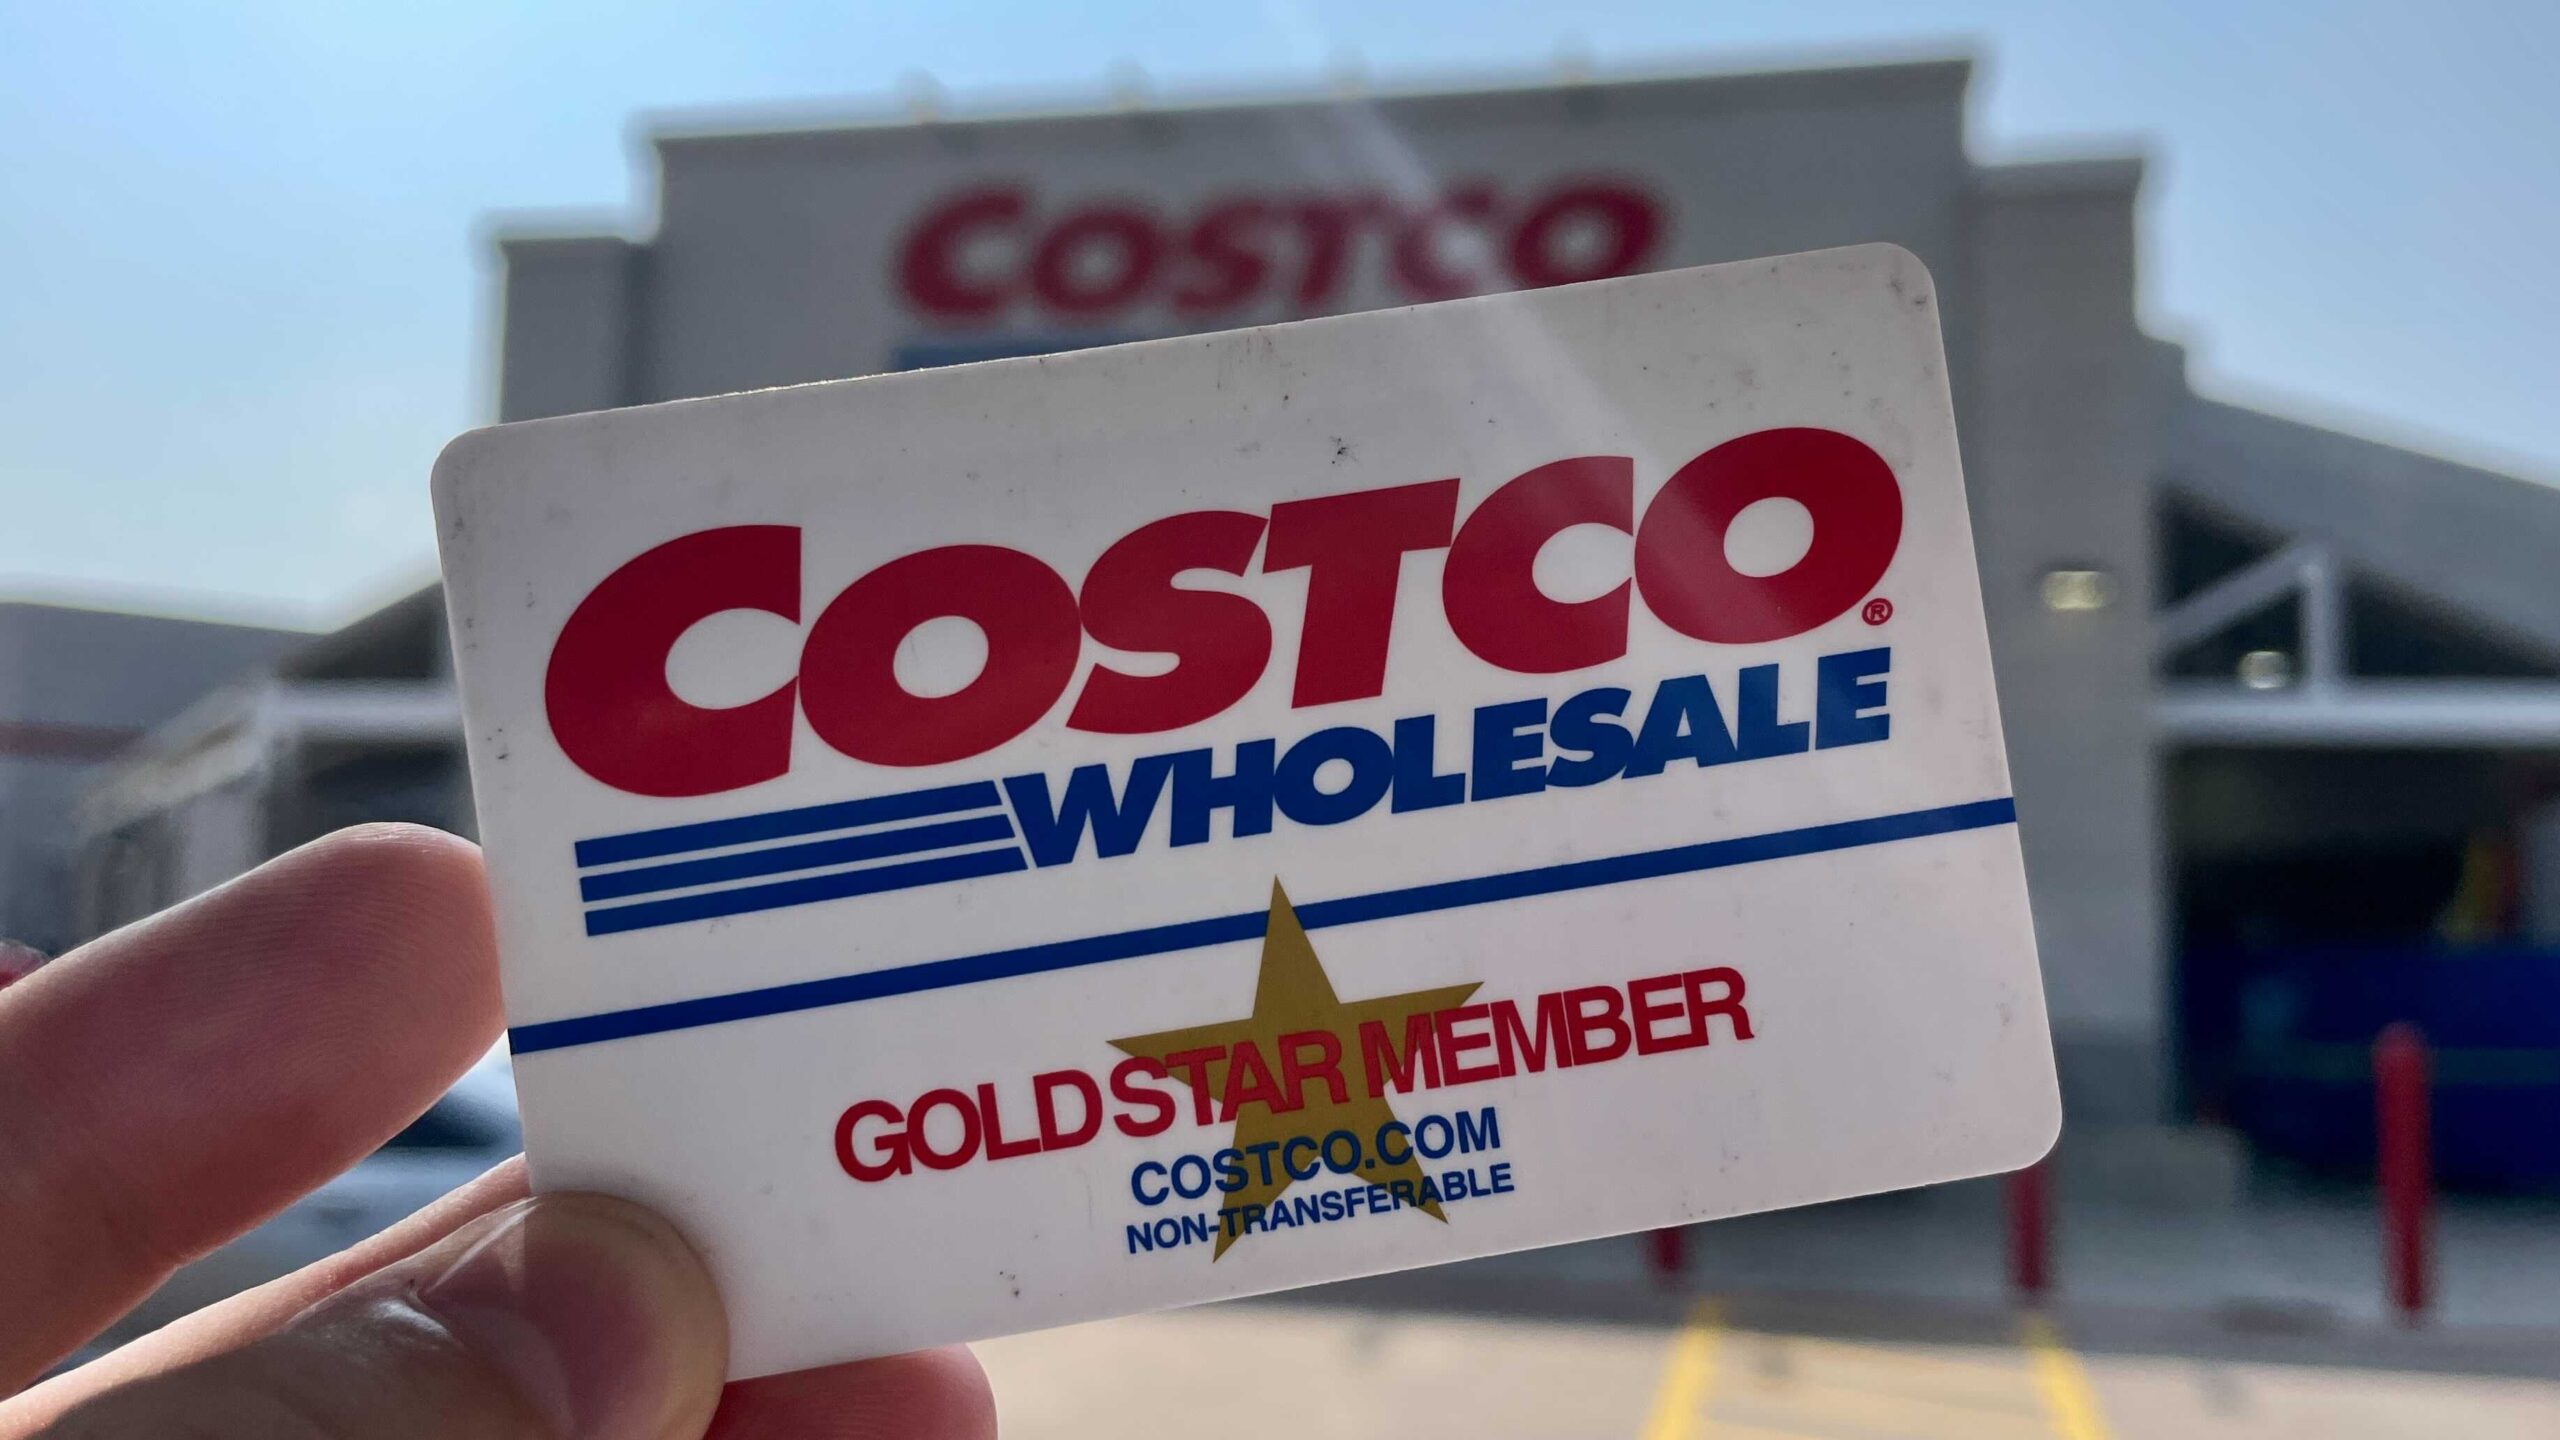 COSTCO
COSTCO®
WHOLESALE
GOLD STAR MEMBER
COSTCO.COM
NON-TRANSFERABLE